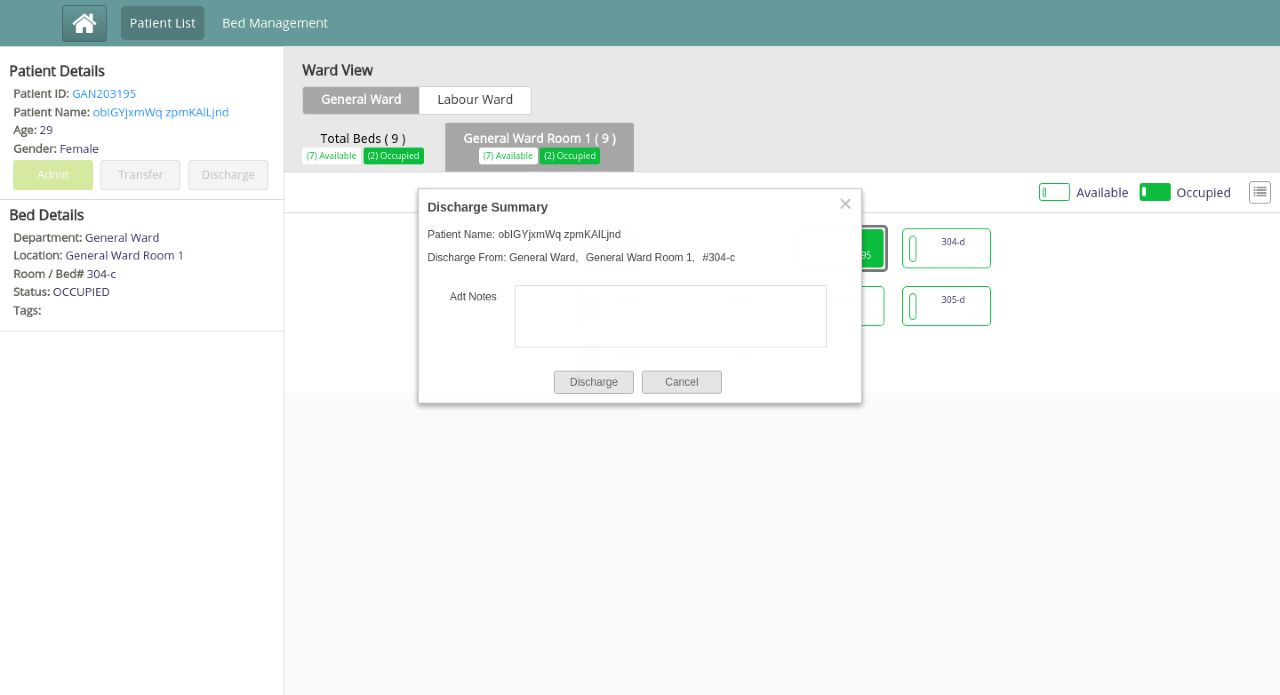 Patient List
Bed Management
Patient Details
Patient ID: GAN203195
Patient Name: obIGYjxmWq zpmKAlLjnd
Age: 29
Gender: Female
Admit
Transfer
Discharge
Bed Details
Department: General Ward
Location: General Ward Room 1
Room / Bed# 304-c
Status: OCCUPIED
Tags:
Ward View
General Ward
Labour Ward
Total Beds ( 9 )
(7) Available
(2) Occupied
General Ward Room 1 ( 9 )
(7) Available
(2) Occupied
Available
Occupied
Discharge Summary
×
Patient Name: obIGYjxmWq zpmKAlLjnd
Discharge From: General Ward, General Ward Room 1, #304-c
Adt Notes
Discharge
Cancel
95
304-d
305-d